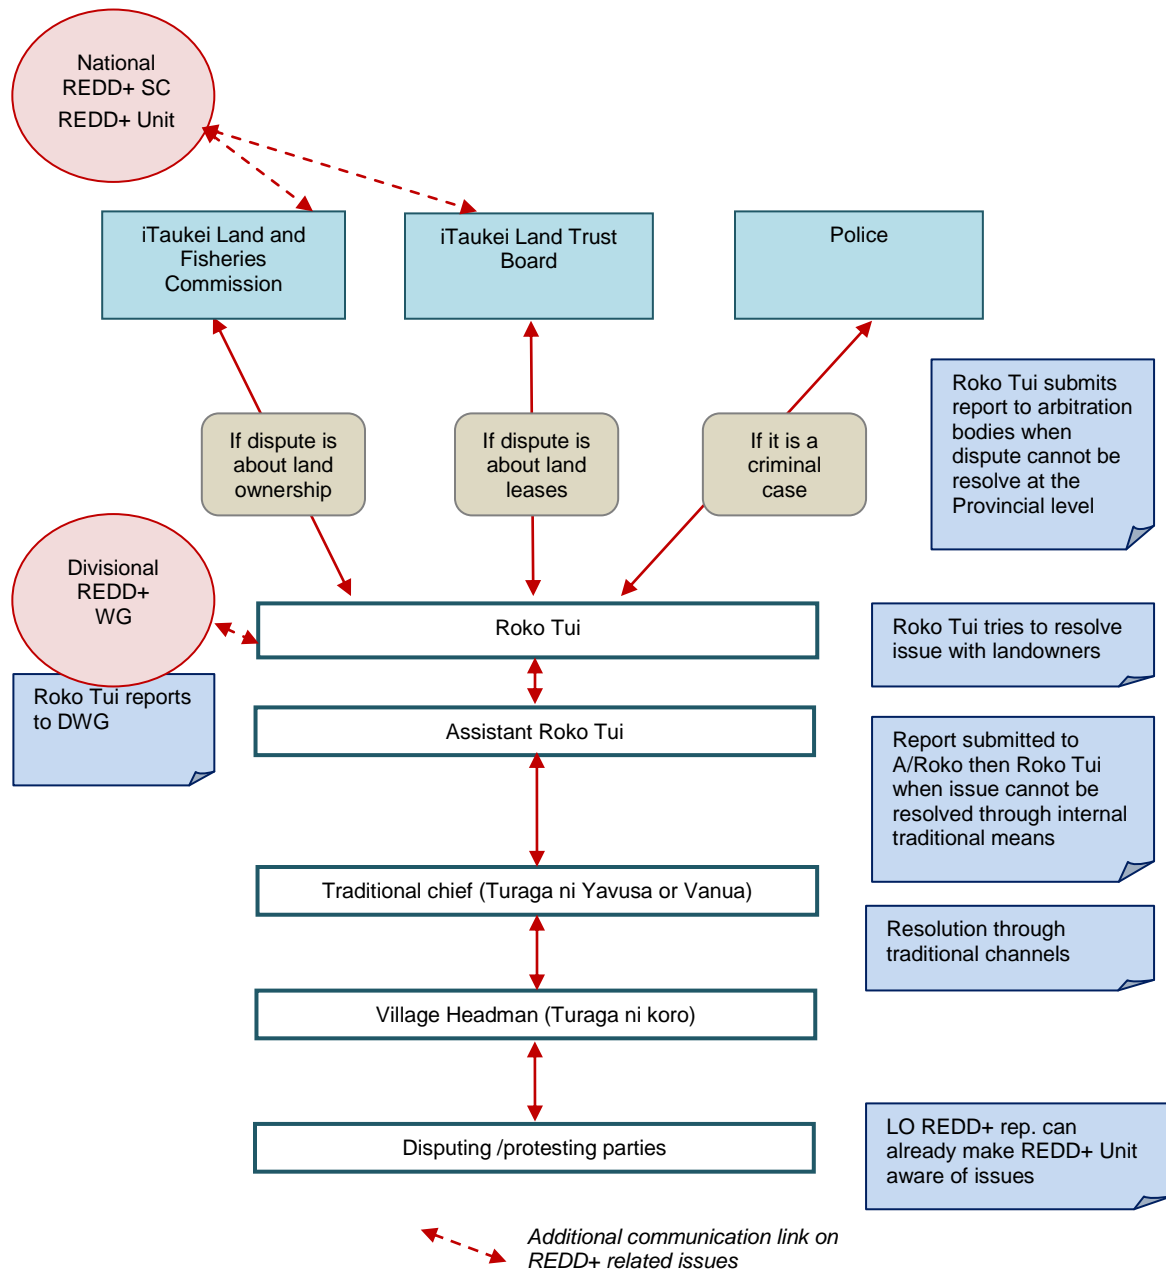 National
REDD+ SC
REDD+ Unit
iTaukei Land and
Fisheries
Commission
iTaukei Land Trust
Board
Police
Roko Tui submits
report to arbitration
bodies when
dispute cannot be
resolve at the
Provincial level
If dispute is
about land
ownership
If dispute is
about land
leases
If it is a
criminal
case
Divisional
REDD+
WG
Roko Tui
Roko Tui tries to resolve
issue with landowners
Roko Tui reports
to DWG
Assistant Roko Tui
Report submitted to
A/Roko then Roko Tui
when issue cannot be
resolved through internal
traditional means
Traditional chief (Turaga ni Yavusa or Vanua)
Resolution through
traditional channels
Village Headman (Turaga ni koro)
Disputing /protesting parties
LO REDD+ rep. can
already make REDD+ Unit
aware of issues
Additional communication link on
REDD+ related issues